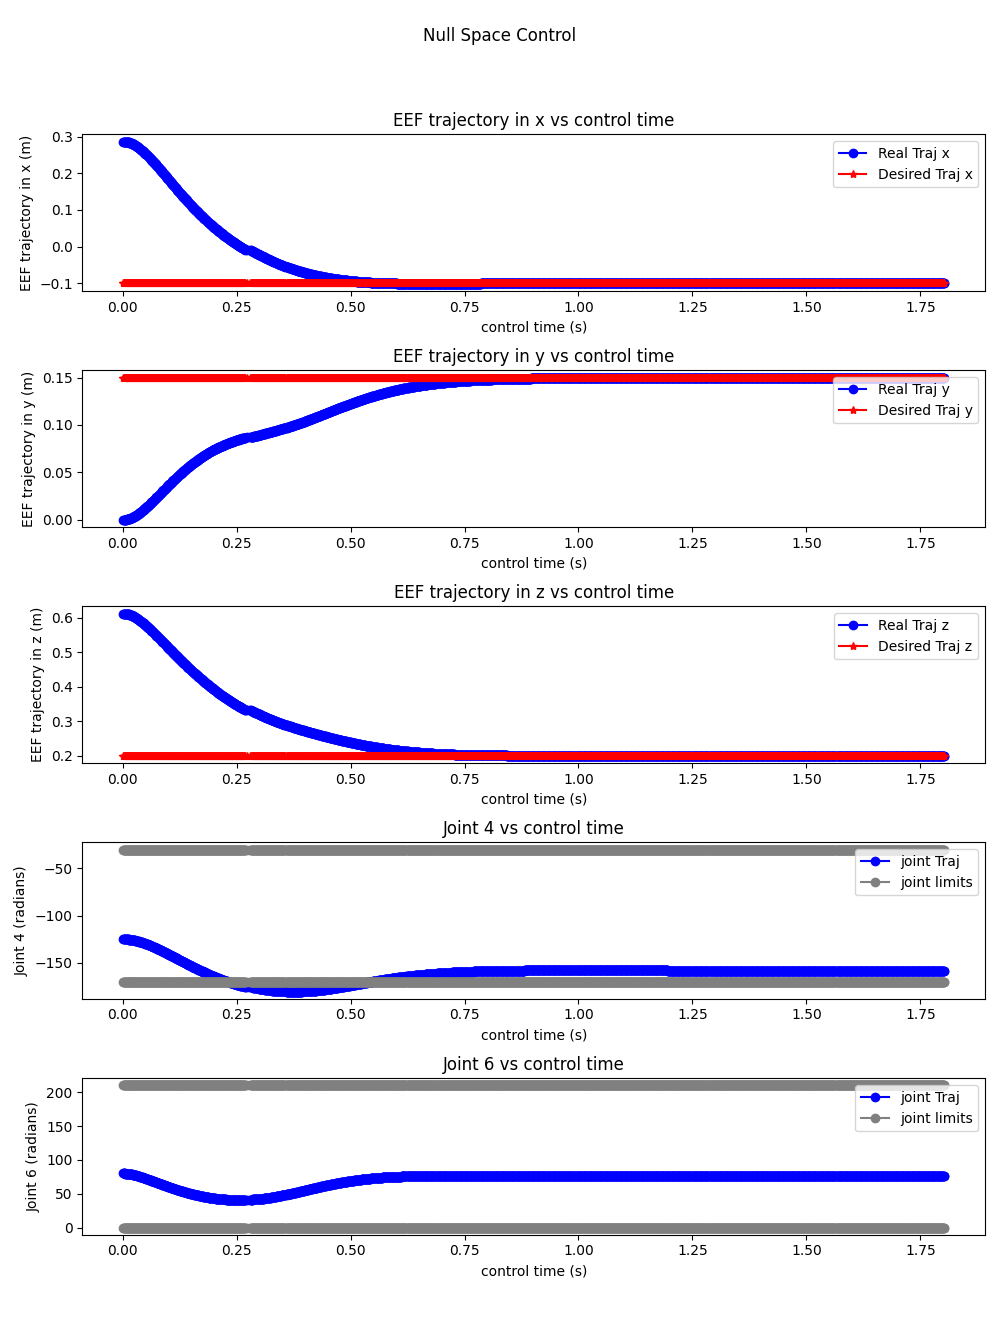 Null Space Control
EEF trajectory in x vs control time
EEF trajectory in x (m)
0.3
0.2
0.1
0.0
−0.1
Real Traj x
Desired Traj x
0.00 0.25 0.50 0.75 1.00 1.25 1.50 1.75
control time (s)
EEF trajectory in y vs control time
EEF trajectory in y (m)
0.15
0.10
0.05
0.00
Real Traj y
Desired Traj y
0.00 0.25 0.50 0.75 1.00 1.25 1.50 1.75
control time (s)
EEF trajectory in z vs control time
EEF trajectory in z (m)
0.6
0.5
0.4
0.3
0.2
Real Traj z
Desired Traj z
0.00 0.25 0.50 0.75 1.00 1.25 1.50 1.75
control time (s)
Joint 4 vs control time
Joint 4 (radians)
−50
−100
−150
joint Traj
joint limits
0.00 0.25 0.50 0.75 1.00 1.25 1.50 1.75
control time (s)
Joint 6 vs control time
Joint 6 (radians)
200
150
100
50
0
joint Traj
joint limits
0.00 0.25 0.50 0.75 1.00 1.25 1.50 1.75
control time (s)